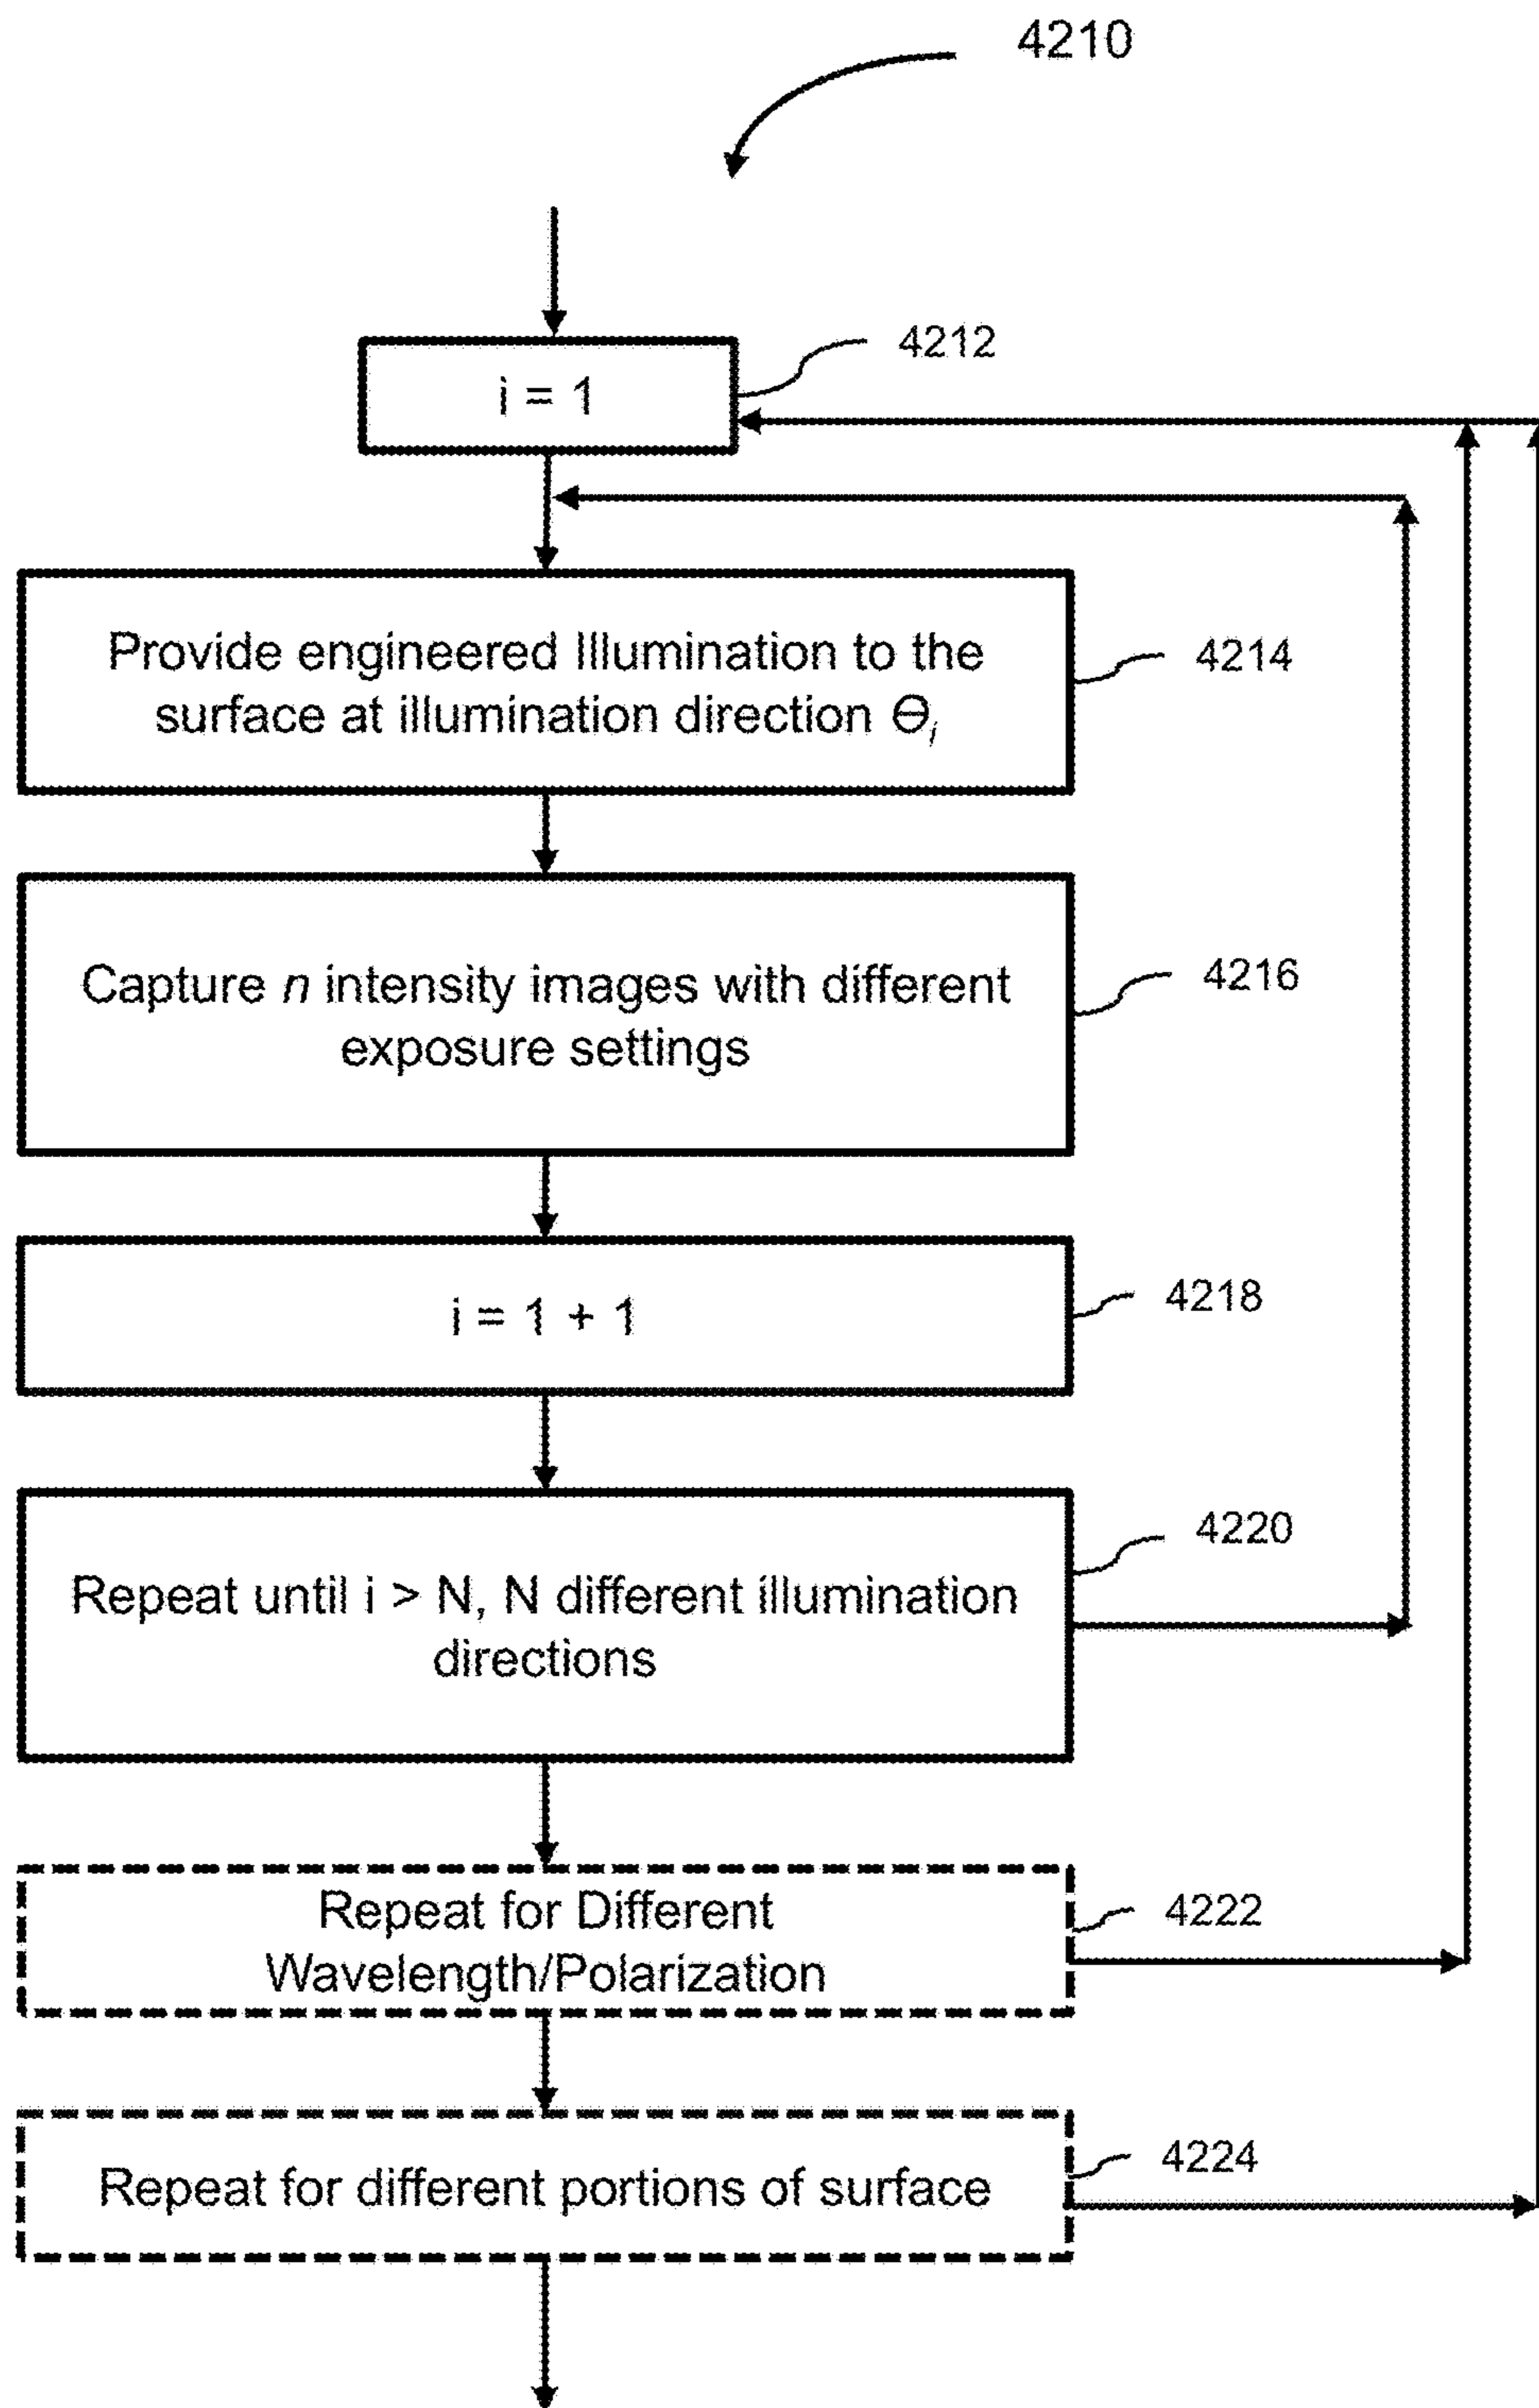 4210
4212
i = 1
Provide engineered Illumination to the
surface at illumination direction Θi
4214
Capture n intensity images with different
exposure settings
4216
i = 1 + 1
4218
Repeat until i > N, N different illumination
directions
4220
Repeat for Different
Wavelength/Polarization
4222
Repeat for different portions of surface
4224